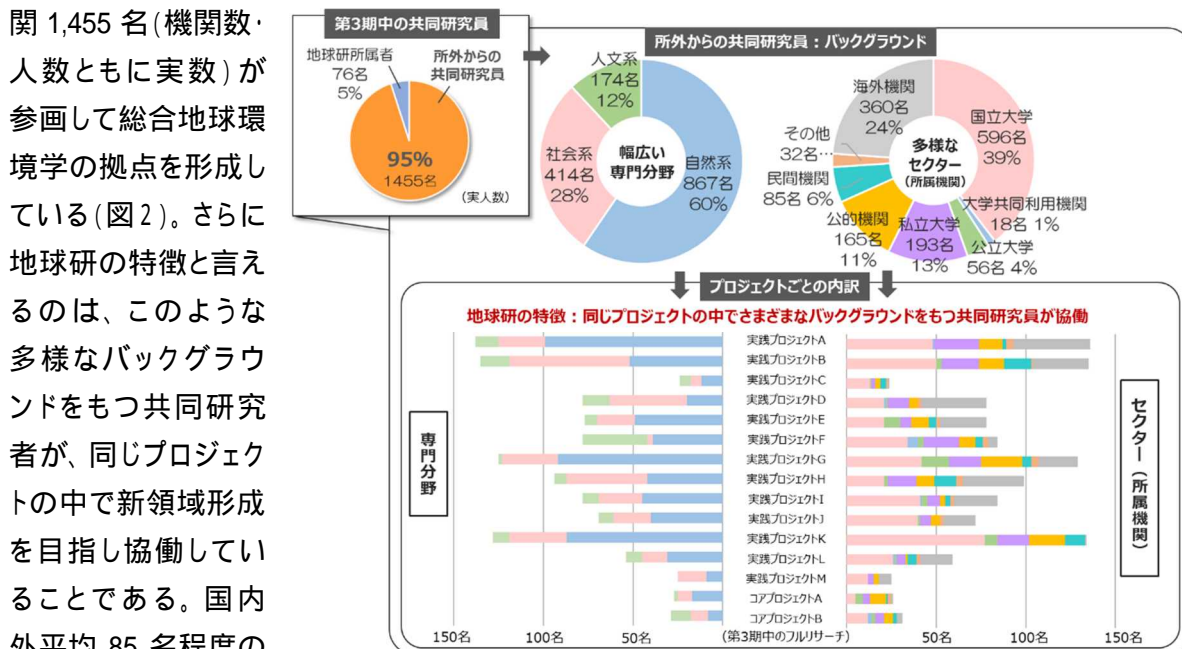 関 1,455 名(機関数・
人数ともに実数)が
参画して総合地球環
境学の拠点を形成し
ている(図2)。さらに
地球研の特徴と言え
るのは、このような
多様なバックグラウ
ンドをもつ共同研究
者が、同じプロジェク
トの中で新領域形成
を目指し協働してい
ることである。国内
外平均 85 名程度の
第3期中の共同研究員
地球研所属者
76名
5%
所外からの
共同研究員
95%
1455名
(実人数)
所外からの共同研究員：バックグラウンド
人文系
174名
12%
社会系
414名
28%
幅広い
専門分野
自然系
867名
60%
海外機関
360名
24%
その他
32名…
民間機関
85名 6%
公的機関
165名
11%
私立大学
193名
13%
多様な
セクター
(所属機関)
国立大学
596名
39%
大学共同利用機関
18名 1%
公立大学
56名 4%
プロジェクトごとの内訳
地球研の特徴：同じプロジェクトの中でさまざまなバックグラウンドをもつ共同研究員が協働
専門分野
実践プロジェクトA
実践プロジェクトB
実践プロジェクトC
実践プロジェクトD
実践プロジェクトE
実践プロジェクトF
実践プロジェクトG
実践プロジェクトH
実践プロジェクトI
実践プロジェクトJ
実践プロジェクトK
実践プロジェクトL
実践プロジェクトM
コアプロジェクトA
コアプロジェクトB
セクター（所属機関）
150名 100名 50名 (第3期中のフルリサーチ) 50名 100名 150名